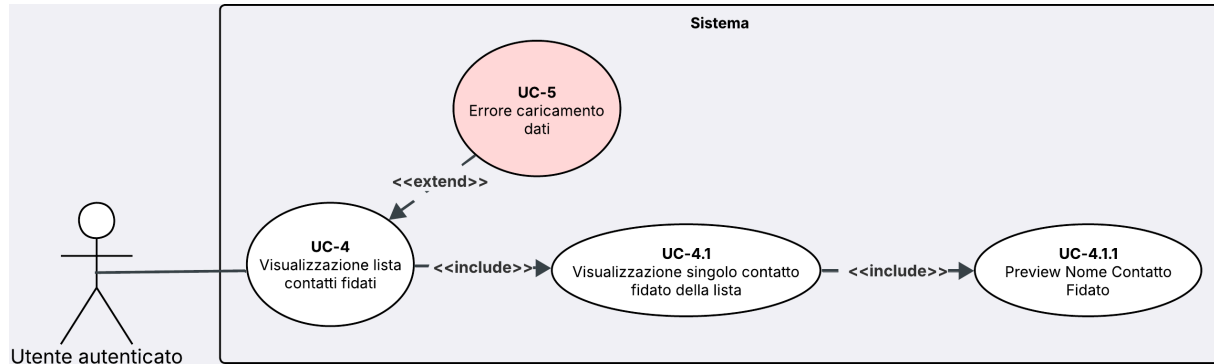 Sistema
UC-5
Errore caricamento
dati
<<extend>>
UC-4
Visualizzazione lista
contatti fidati
<<include>>
UC-4.1
Visualizzazione singolo contatto
fidato della lista
<<include>>
UC-4.1.1
Preview Nome Contatto
Fidato
Utente autenticato